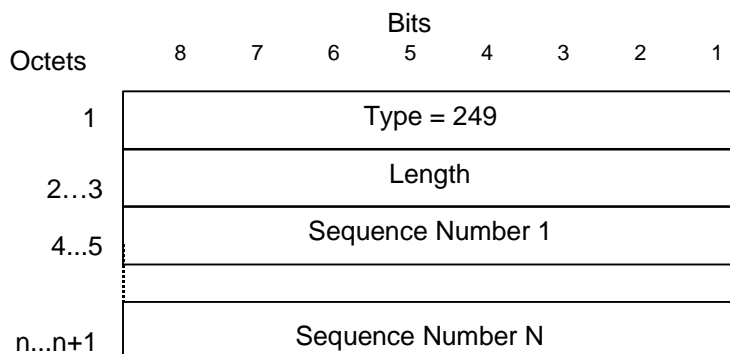 Bits
Octets 8 7 6 5 4 3 2 1
1 Type = 249
2…3 Length
4...5 Sequence Number 1
n...n+1 Sequence Number N